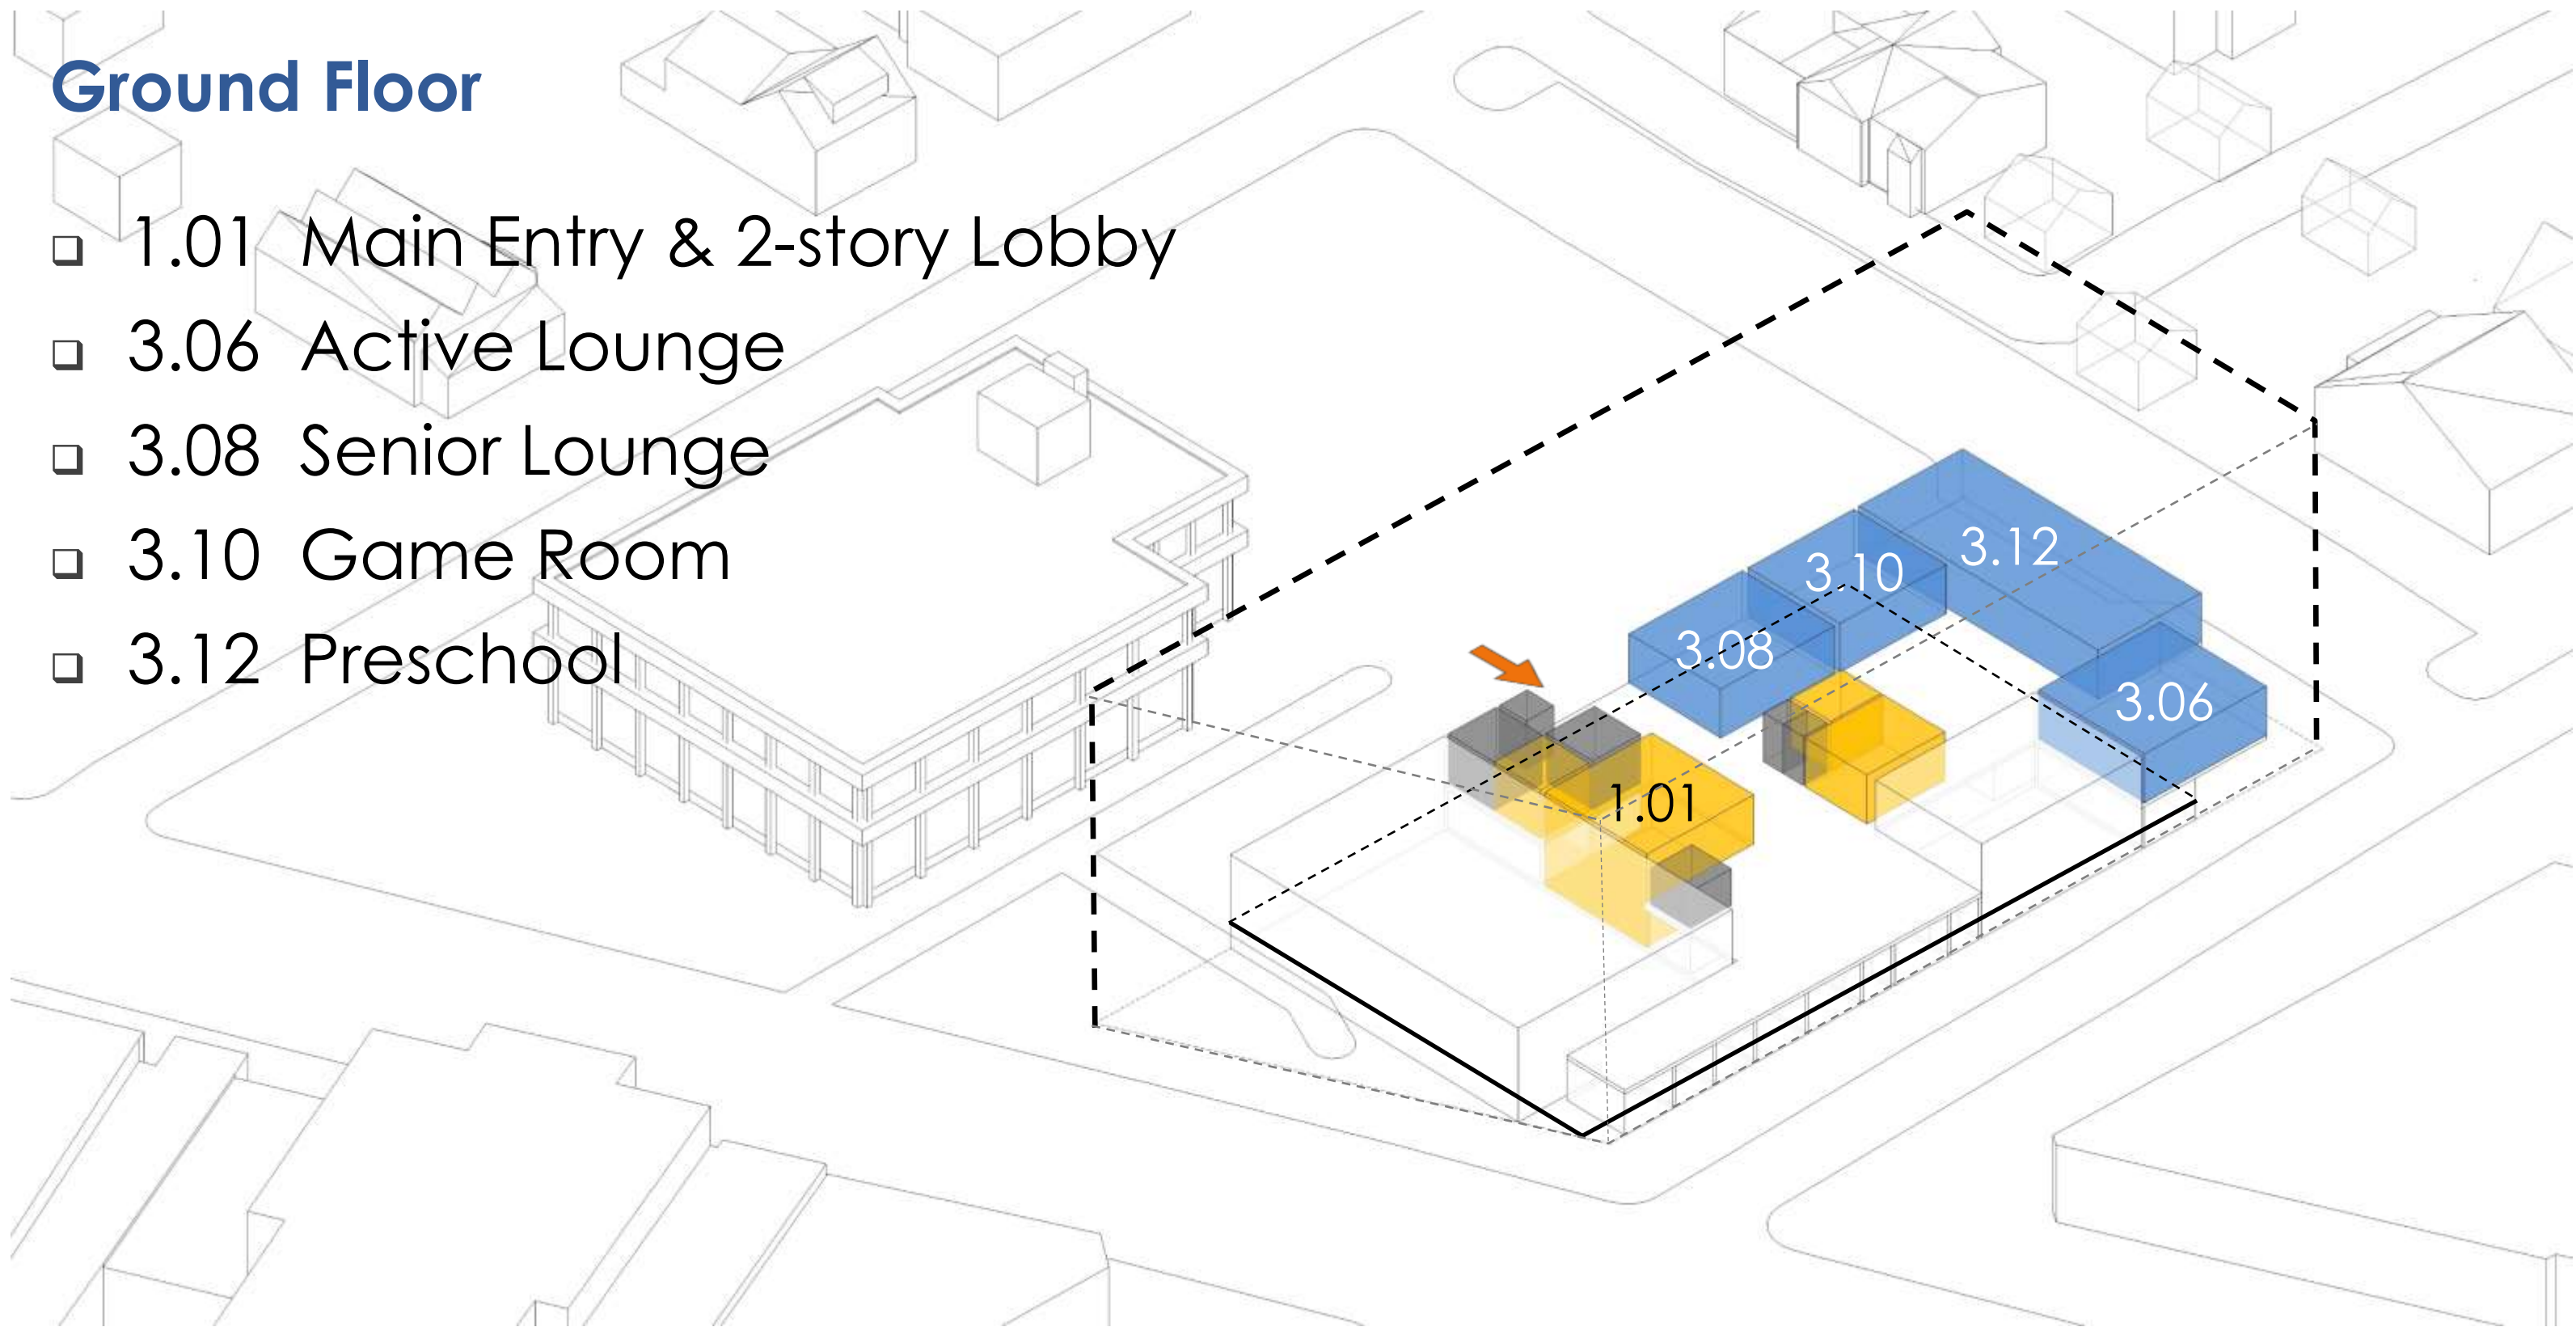 Ground Floor
1.01 Main Entry & 2-story Lobby
3.06 Active Lounge
3.08 Senior Lounge
3.10 Game Room
3.12 Preschool
3.12
3.10
3.08
3.06
1.01